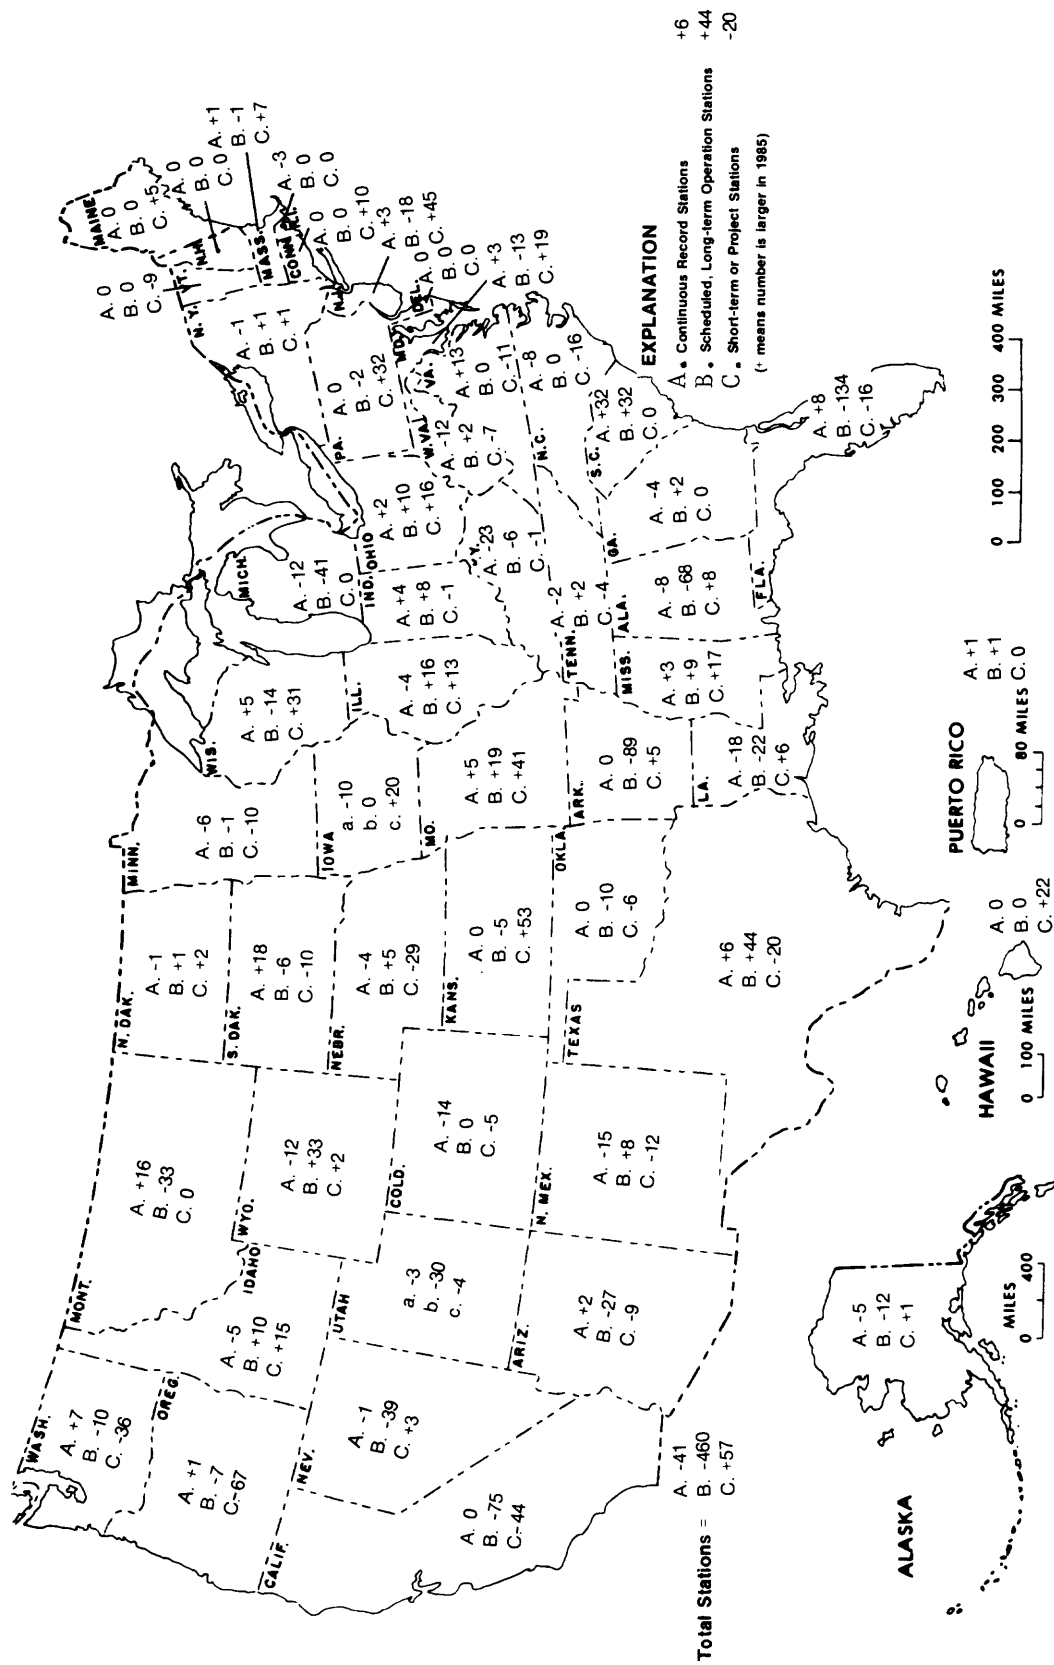 WASH.
A. +7
B. -10
C. -36
OREG.
A. +1
B. -7
C.-67
CALIF.
A. 0
B. -75
C.-44
NEV.
A. -1
B. -39
C. +3
IDAHO
A. -5
B. +10
C. +15
MONT.
A. +16
B. -33
C. 0
WYO.
A. -12
B. +33
C. +2
UTAH
a. -3
b. -30
c. -4
COLD.
A. -14
B. 0
C. -5
ARIZ.
A. +2
B. -27
C. -9
N. MEX.
A. -15
B. +8
C. -12
N. DAK.
A. -1
B. +1
C. +2
S. DAK.
A. +18
B. -6
C. -10
NEBR.
A. -4
B. +5
C. -29
KANS.
A. 0
B. -5
C. +53
OKLA.
A. 0
B. -10
C. -6
TEXAS
A. +6
B. +44
C. -20
MINN.
A. -6
B. -1
C. -10
IOWA
a. -10
b. 0
c. +20
MO.
A. +5
B. +19
C. +41
ARK.
A. 0
B. -89
C. +5
LA.
A. -18
B. -22
C. +6
WIS.
A. +5
B. -14
C. +31
ILL.
A. -4
B. +16
C. +13
MICH.
A. -12
B. -41
C. 0
IND.
A. +4
B. +8
C. -1
OHIO
A. +2
B. +10
C. +16
KY.
A. -23
B. -6
C. -1
TENN.
A. -2
B. +2
C. -4
MISS.
A. +3
B. +9
C. +17
ALA.
A. -8
B. -68
C. +8
GA.
A. -4
B. +2
C. 0
FLA.
A. +8
B. -134
C. -16
S.C.
A. +32
B. +32
C. 0
N.C.
A. -8
B. 0
C. -16
VA.
A. +13
B. 0
C. -11
W.VA.
A. -12
B. +2
C. -7
PA.
A. 0
B. -2
C. +32
N.Y.
A. -1
B. +1
C. +1
VT.
A. 0
B. 0
C. -9
MAINE
A. 0
B. 0
C. +5
N.H.
A. 0
B. 0
C. 0
MASS.
A. +1
B. -1
C. +7
CONN.
A. 0
B. 0
C. +10
R.I.
A. -3
B. 0
C. 0
N.J.
A. +3
B. -18
C. +45
DEL.
A. 0
B. 0
C. 0
MD.
A. +3
B. -13
C. +19
EXPLANATION
A. Continuous Record Stations +6
B. Scheduled, Long-term Operation Stations +44
C. Short-term or Project Stations -20
(+ means number is larger in 1985)
0 100 200 300 400 MILES
Total Stations = A. -41
B. -460
C. +57
ALASKA
A. -5
B. -12
C. +1
MILES
0 400
HAWAII
A. 0
B. 0
C. +22
0 100 MILES
PUERTO RICO
A. +1
B. +1
C. 0
0 80 MILES